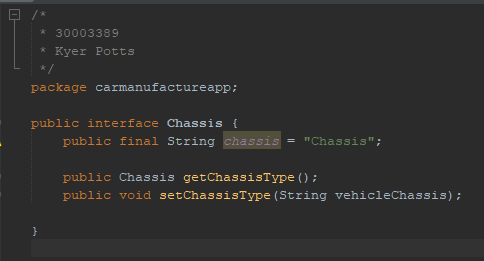 /*
 * 30003389
 * Kyer Potts
 */
package carmanufactureapp;
public interface Chassis {
    public final String chassis = "Chassis";
    public Chassis getChassisType();
    public void setChassisType(String vehicleChassis);
}